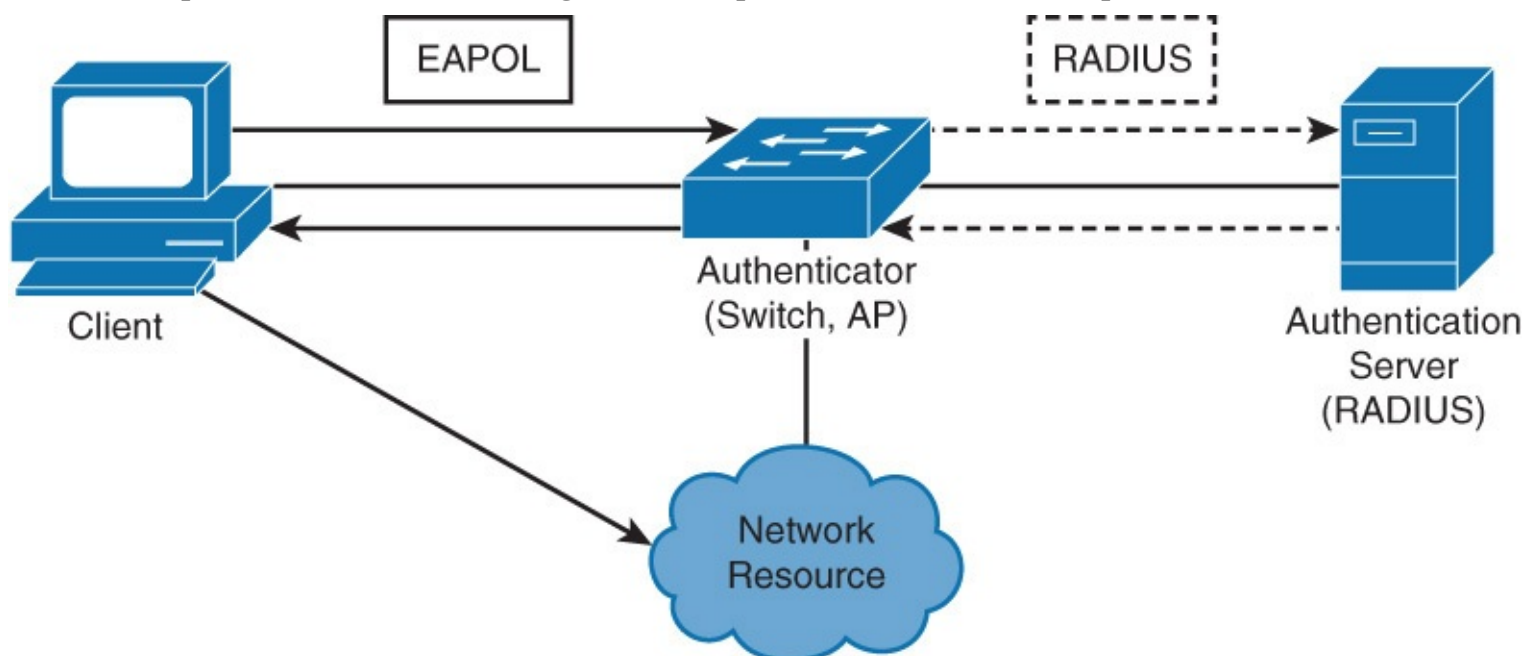 EAPOL
RADIUS
Client
Authenticator
(Switch, AP)
Authentication
Server
(RADIUS)
Network
Resource